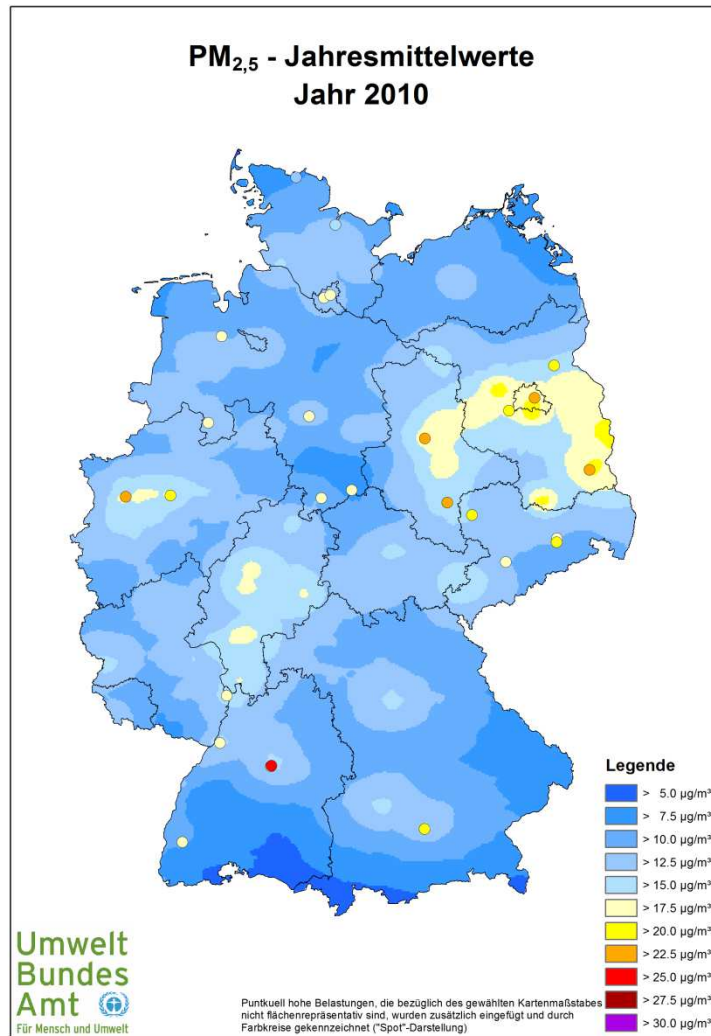 PM2,5 - Jahresmittelwerte
Jahr 2010
Legende
> 5.0 µg/m³
> 7.5 µg/m³
> 10.0 µg/m³
> 12.5 µg/m³
> 15.0 µg/m³
> 17.5 µg/m³
> 20.0 µg/m³
> 22.5 µg/m³
> 25.0 µg/m³
> 27.5 µg/m³
> 30.0 µg/m³
Umwelt
Bundes
Amt
Für Mensch und Umwelt
Punktuell hohe Belastungen, die bezüglich des gewählten Kartenmaßstabes
nicht flächenrepräsentativ sind, wurden zusätzlich eingefügt und durch
Farbkreise gekennzeichnet ("Spot"-Darstellung)